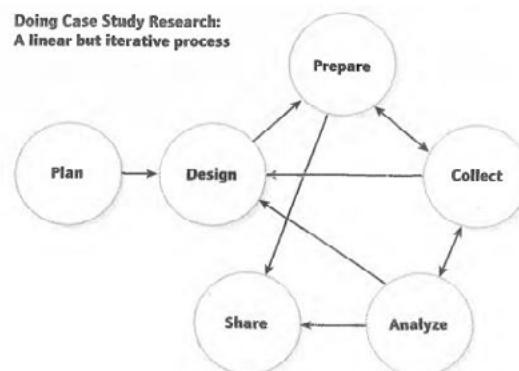 Doing Case Study Research:
A linear but iterative process
Prepare
Plan
Design
Collect
Share
Analyze